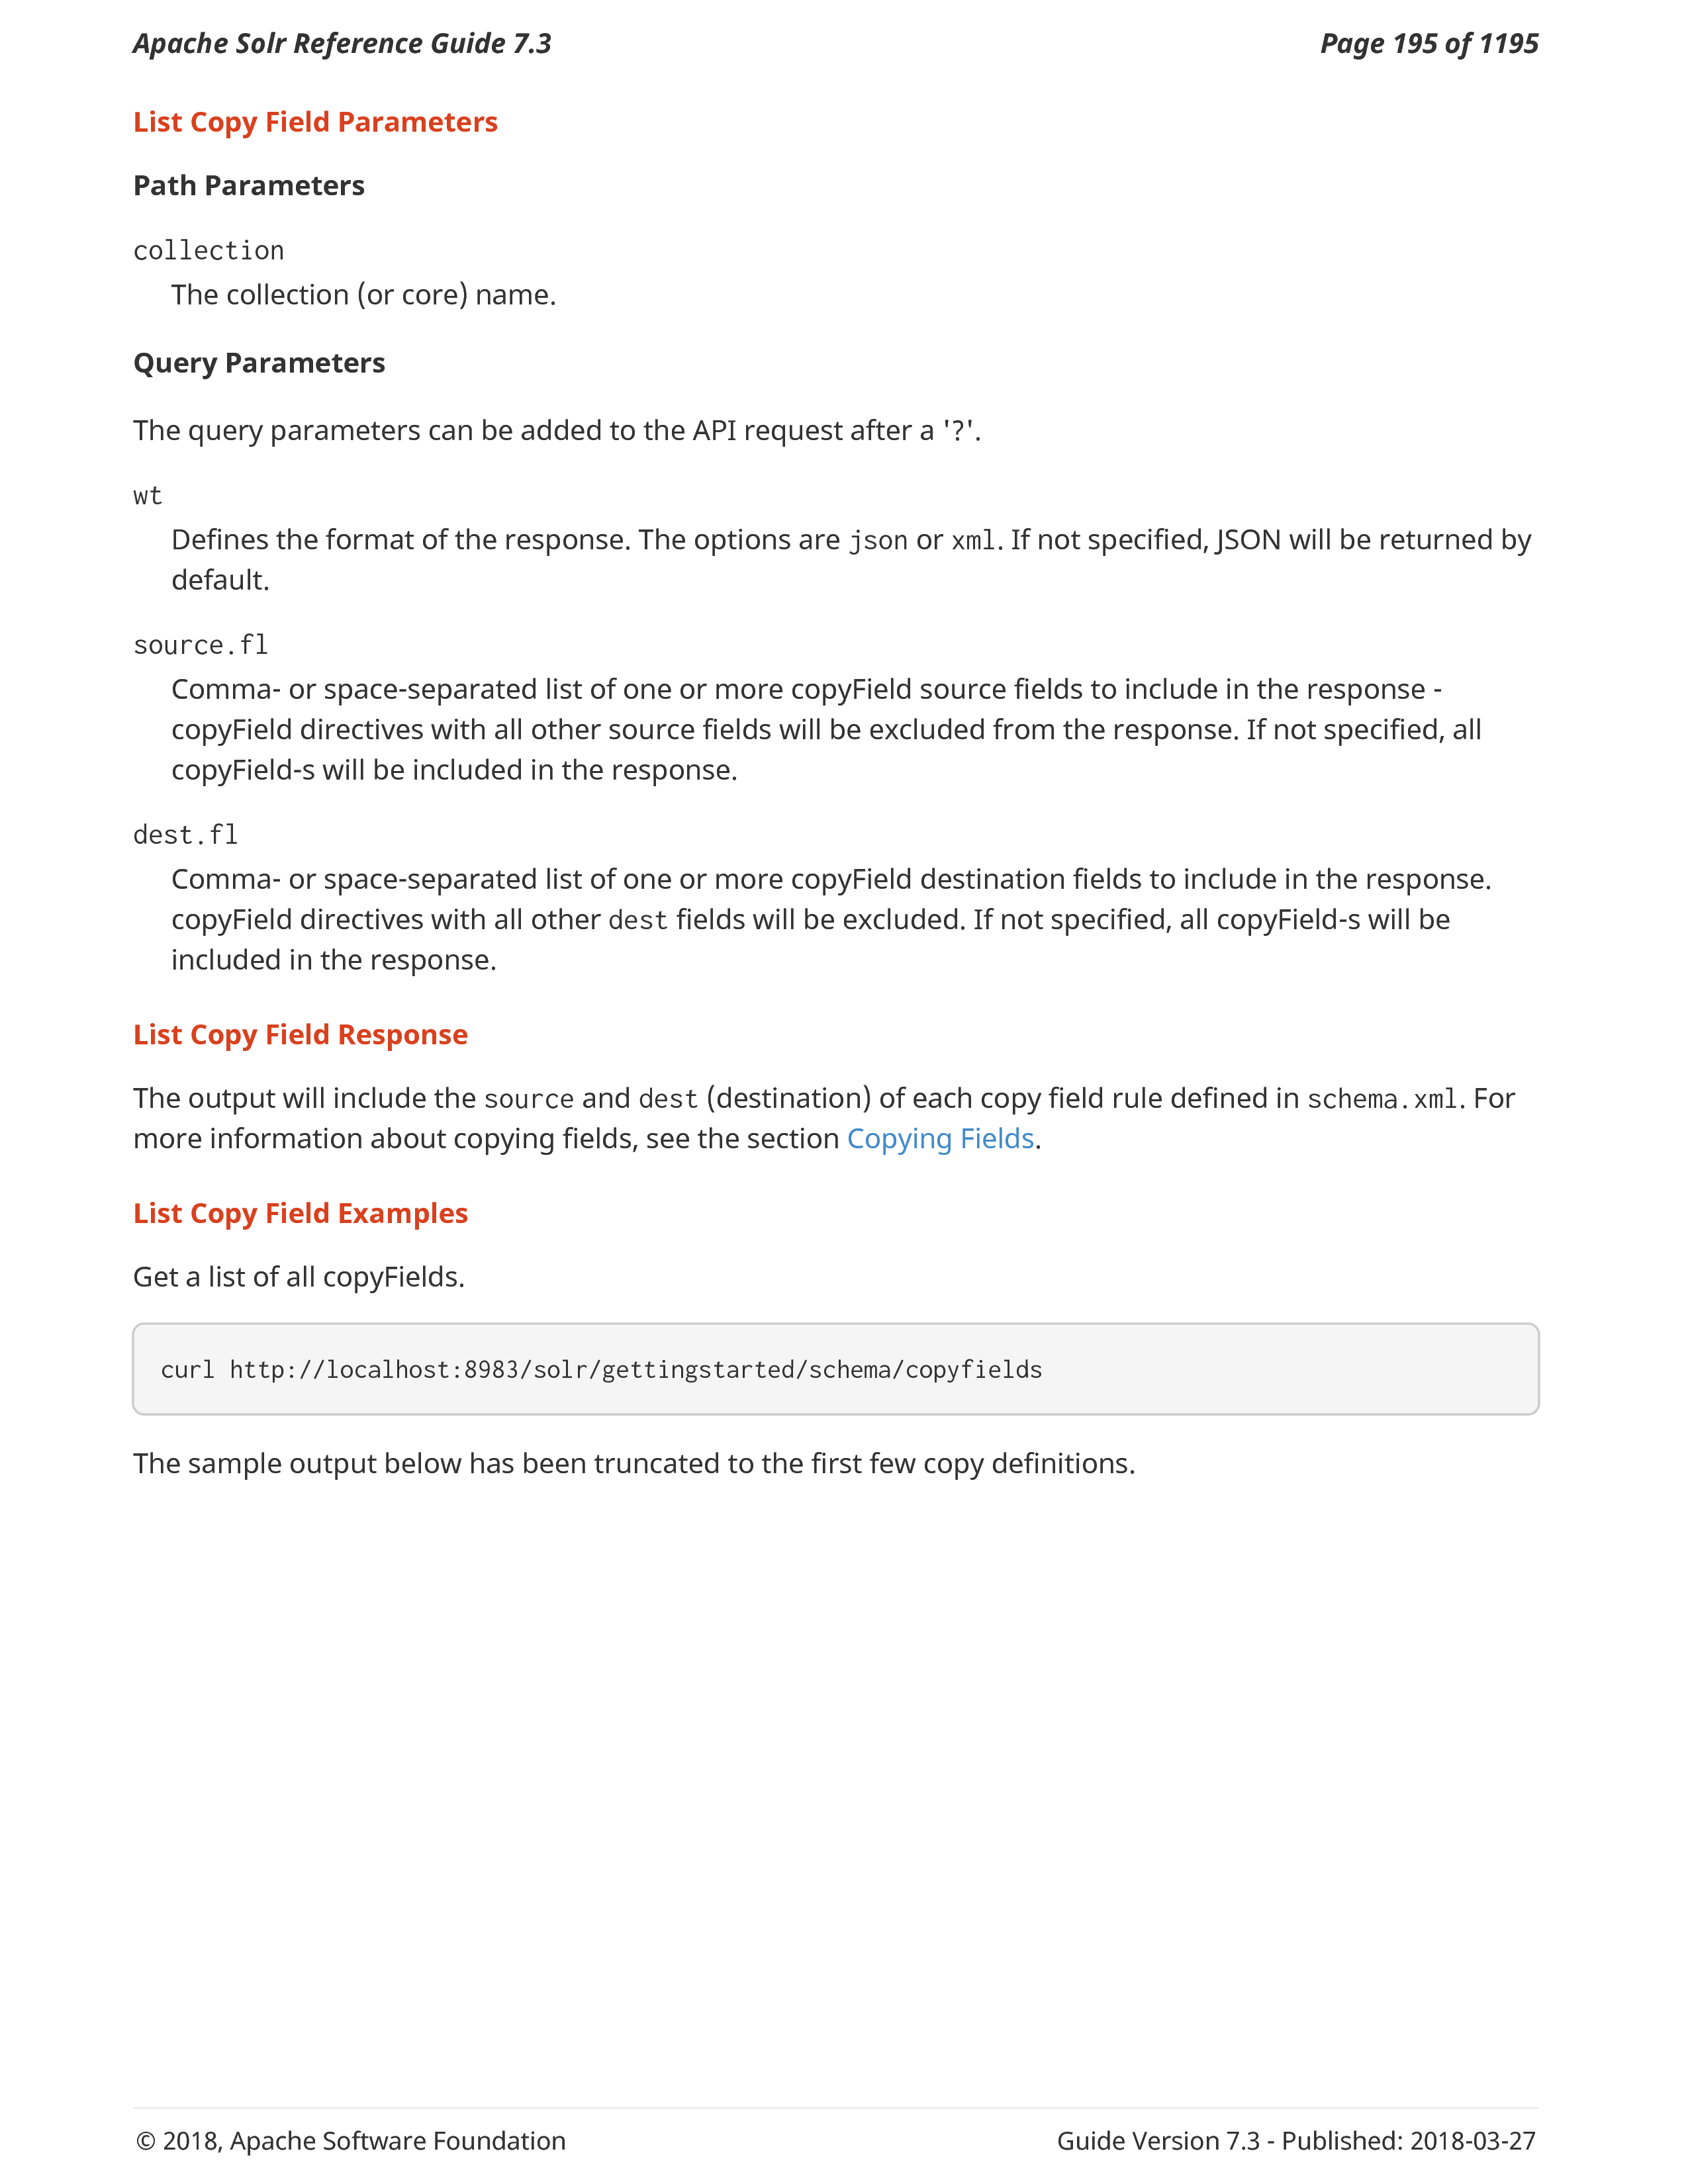 Apache Solr Reference Guide 7.3 Page 195 of 1195
List Copy Field Parameters
Path Parameters
collection
The collection (or core) name.
Query Parameters
The query parameters can be added to the API request after a '?'.
wt
Defines the format of the response. The options are json or xml. If not specified, JSON will be returned by
default.
source.fl
Comma- or space-separated list of one or more copyField source fields to include in the response -
copyField directives with all other source fields will be excluded from the response. If not specified, all
copyField-s will be included in the response.
dest.fl
Comma- or space-separated list of one or more copyField destination fields to include in the response.
copyField directives with all other dest fields will be excluded. If not specified, all copyField-s will be
included in the response.
List Copy Field Response
The output will include the source and dest (destination) of each copy field rule defined in schema.xml. For
more information about copying fields, see the section Copying Fields.
List Copy Field Examples
Get a list of all copyFields.
curl http://localhost:8983/solr/gettingstarted/schema/copyfields
The sample output below has been truncated to the first few copy definitions.
© 2018, Apache Software Foundation Guide Version 7.3 - Published: 2018-03-27